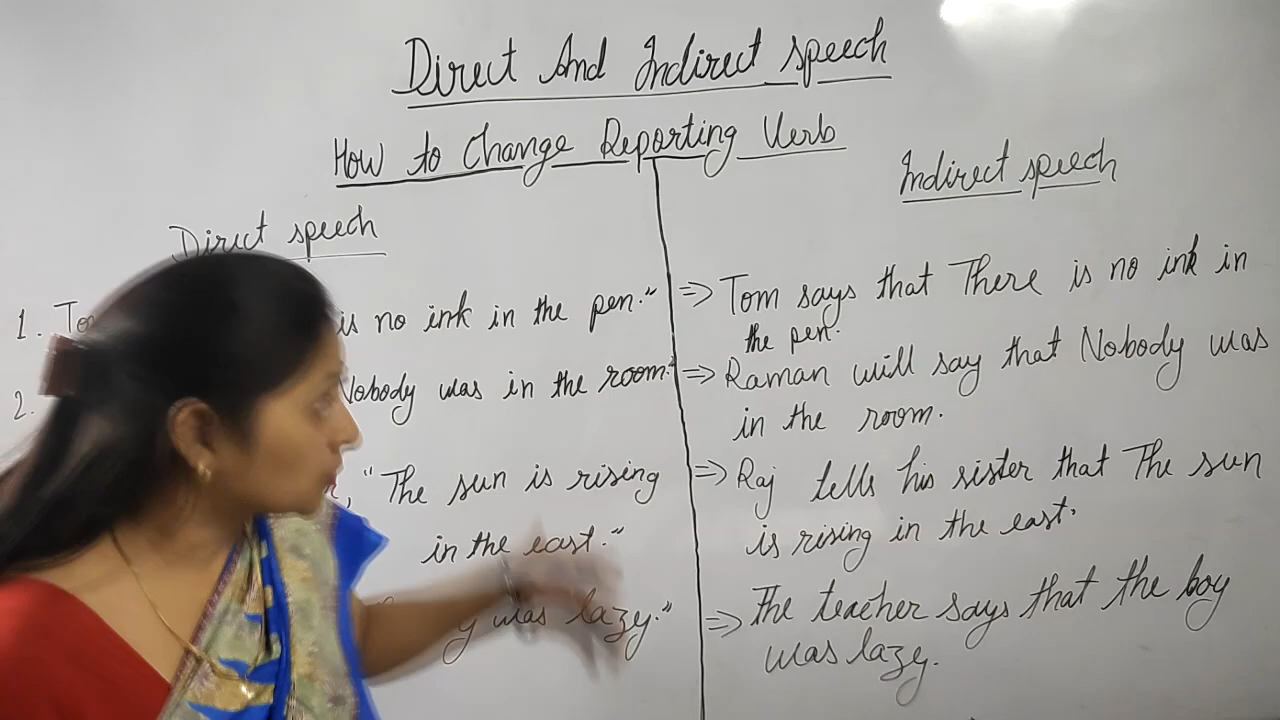 Direct And Indirect speech
How to Change Reporting Verb
Direct speech
1. is no ink in the pen."
2. Nobody was in the room."
, "The sun is rising
in the east."
was lazy."
Indirect speech
⇒ Tom says that There is no ink in
the pen.
⇒ Raman will say that Nobody was
in the room.
⇒ Raj tells his sister that The sun
is rising in the east.
⇒ The teacher says that the boy
was lazy.